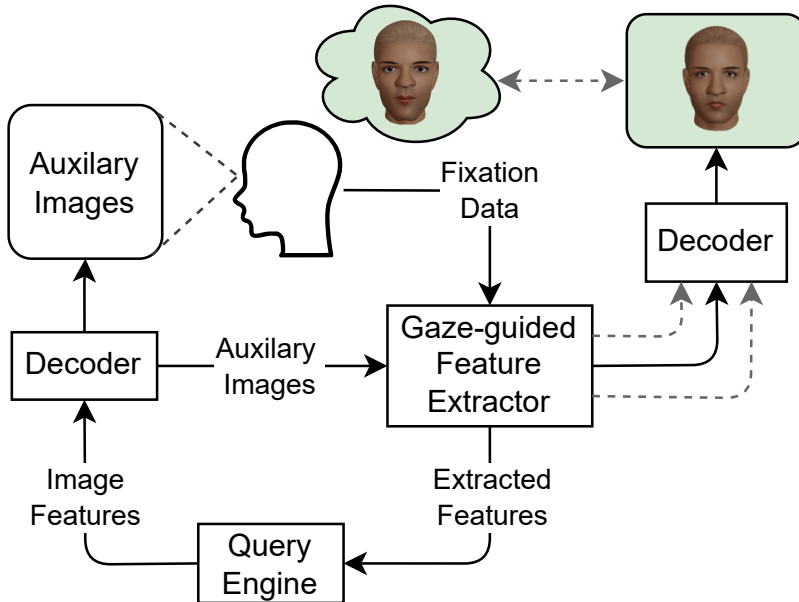 Auxilary
Images
Fixation
Data
Decoder
Decoder
Auxilary
Images
Gaze-guided
Feature
Extractor
Image
Features
Extracted
Features
Query
Engine